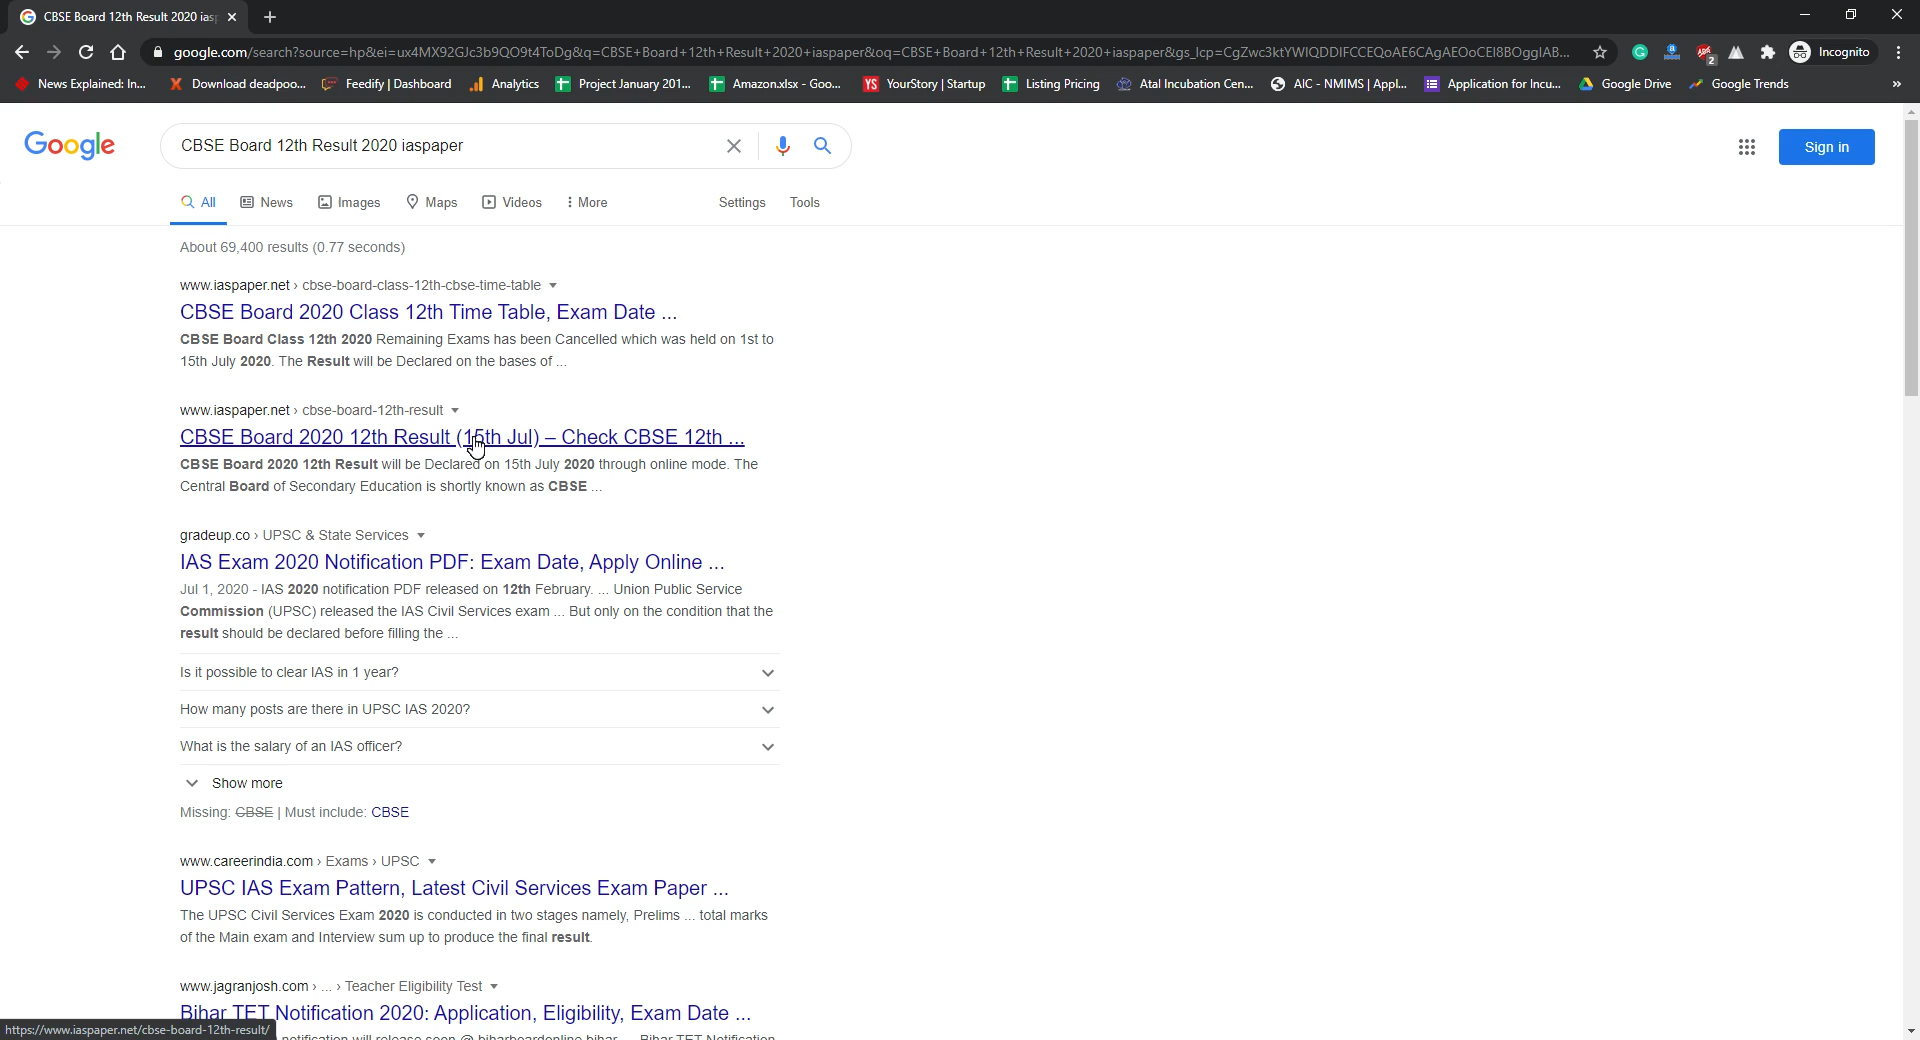 CBSE Board 12th Result 2020 iasp
google.com/search?source=hp&ei=ux4MX92GJc3b9QO9t4ToDg&q=CBSE+Board+12th+Result+2020+iaspaper&oq=CBSE+Board+12th+Result+2020+iaspaper&gs_lcp=CgZwc3ktYWIQDDIFCCEQoAE6CAgAEOoCEI8BOggIAB...
2
Incognito
News Explained: In...
Download deadpoo...
Feedify | Dashboard
Analytics
Project January 201...
Amazon.xlsx - Goo...
YS YourStory | Startup
Listing Pricing
Atal Incubation Cen...
AIC - NMIMS | Appl...
Application for Incu...
Google Drive
Google Trends
»
Google
CBSE Board 12th Result 2020 iaspaper
Sign in
All
News
Images
Maps
Videos
More
Settings
Tools
About 69,400 results (0.77 seconds)
www.iaspaper.net › cbse-board-class-12th-cbse-time-table
CBSE Board 2020 Class 12th Time Table, Exam Date ...
CBSE Board Class 12th 2020 Remaining Exams has been Cancelled which was held on 1st to
15th July 2020. The Result will be Declared on the bases of ...
www.iaspaper.net › cbse-board-12th-result
CBSE Board 2020 12th Result (15th Jul) – Check CBSE 12th ...
CBSE Board 2020 12th Result will be Declared on 15th July 2020 through online mode. The
Central Board of Secondary Education is shortly known as CBSE ...
gradeup.co › UPSC & State Services
IAS Exam 2020 Notification PDF: Exam Date, Apply Online ...
Jul 1, 2020 - IAS 2020 notification PDF released on 12th February. ... Union Public Service
Commission (UPSC) released the IAS Civil Services exam ... But only on the condition that the
result should be declared before filling the ...
Is it possible to clear IAS in 1 year?
How many posts are there in UPSC IAS 2020?
What is the salary of an IAS officer?
Show more
Missing: CBSE | Must include: CBSE
www.careerindia.com › Exams › UPSC
UPSC IAS Exam Pattern, Latest Civil Services Exam Paper ...
The UPSC Civil Services Exam 2020 is conducted in two stages namely, Prelims ... total marks
of the Main exam and Interview sum up to produce the final result.
www.jagranjosh.com › ... › Teacher Eligibility Test
Bihar TET Notification 2020: Application, Eligibility, Exam Date ...
https://www.iaspaper.net/cbse-board-12th-result/
notification will release soon @ biharboardonline.bihar ... Bihar TET Notification